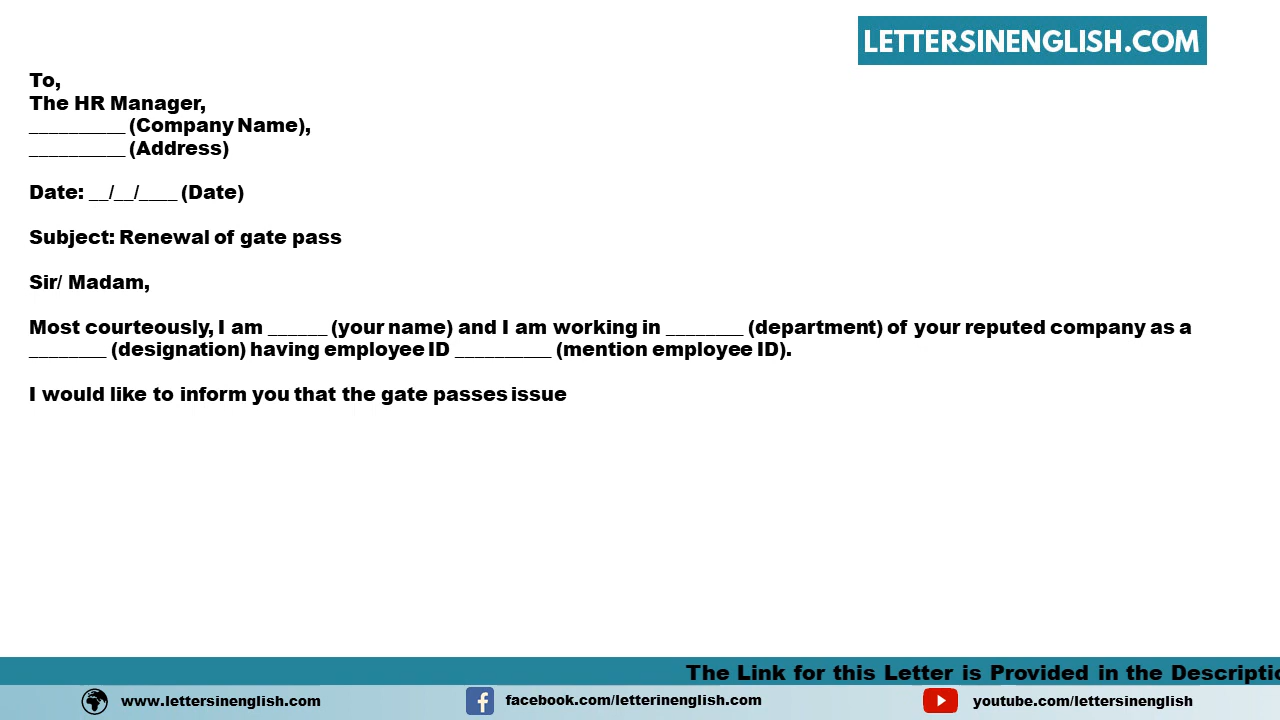 LETTERSINENGLISH.COM
To,
The HR Manager,
__________ (Company Name),
__________ (Address)
Date: __/__/____ (Date)
Subject: Renewal of gate pass
Sir/ Madam,
Most courteously, I am ______ (your name) and I am working in ________ (department) of your reputed company as a
________ (designation) having employee ID __________ (mention employee ID).
I would like to inform you that the gate passes issue
The Link for this Letter is Provided in the Descriptio
www.lettersinenglish.com
facebook.com/letterinenglish.com
youtube.com/lettersinenglish